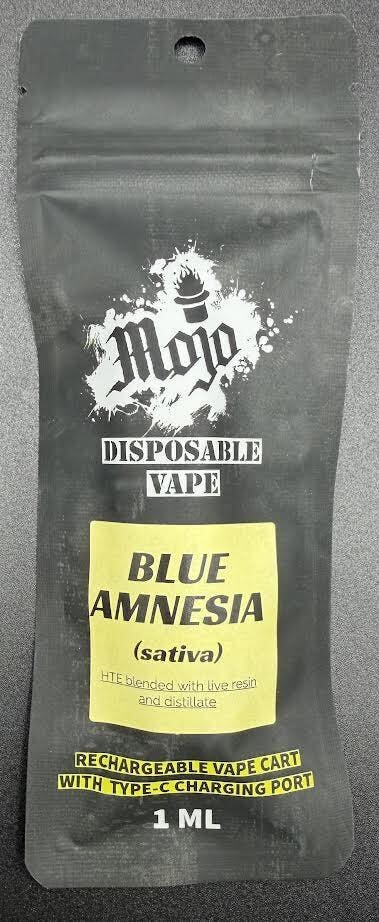 Mojo
DISPOSABLE
VAPE
BLUE
AMNESIA
(sativa)
HTE blended with live resin
and distillate
RECHARGEABLE VAPE CART
WITH TYPE-C CHARGING PORT
1 ML